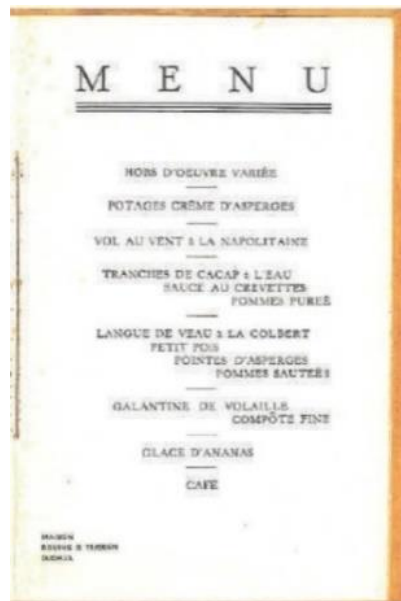 MENU
HORS D'OEUVRE VARIÉE
POTAGES CRÈME D'ASPERGES
VOL AU VENT à LA NAPOLITAINE
TRANCHES DE CACAP à L'EAU
SAUCE AU CREVETTES
POMMES PUREÉ
LANGUE DE VEAU à LA COLBERT
PETIT POIS
POINTES D'ASPERGES
POMMES SAUTEÈS
GALANTINE DE VOLAILLE
COMPÔTE FINE
GLACE D'ANANAS
CAFÉ
MAISON